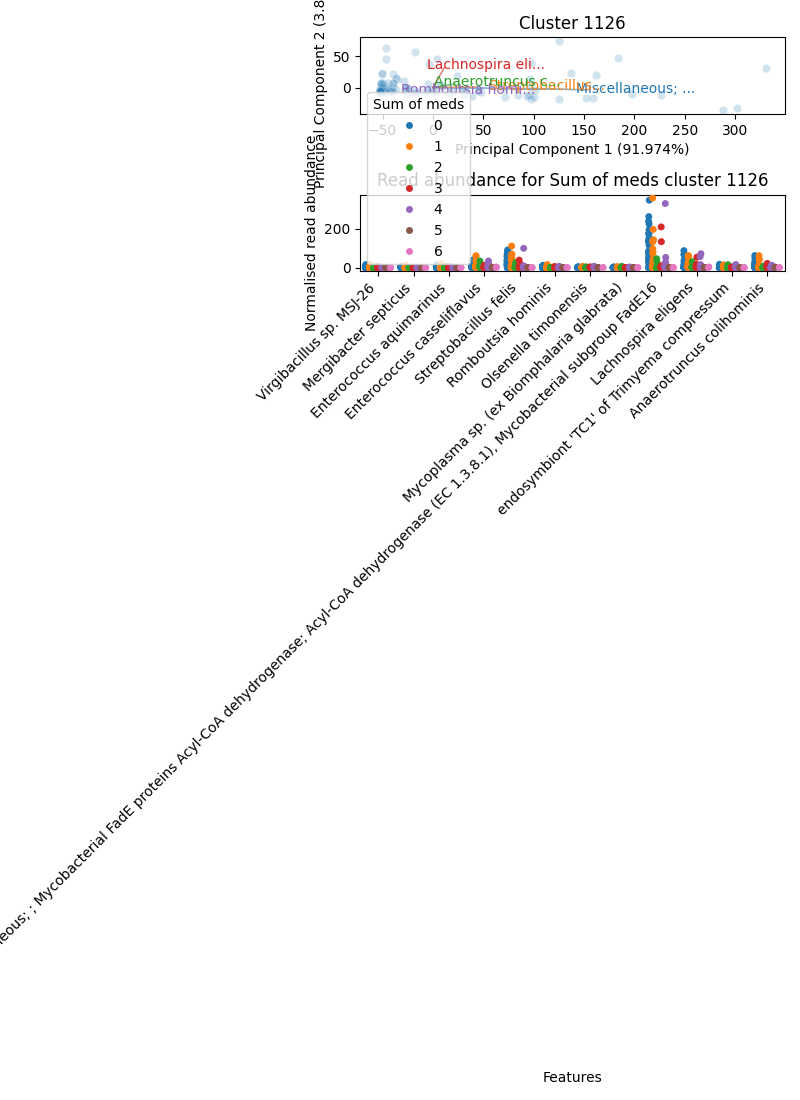 Cluster 1126
Principal Component 2 (3.8
50
0
Lachnospira eli...
Anaerotruncus c...
Streptobacillus...
Romboutsia homi...
Miscellaneous; ...
−50 0 50 100 150 200 250 300
Principal Component 1 (91.974%)
Sum of meds
0
1
2
3
4
5
6
Read abundance for Sum of meds cluster 1126
Normalised read abundance
200
0
Virgibacillus sp. MSJ-26
Mergibacter septicus
Enterococcus aquimarinus
Enterococcus casseliflavus
Streptobacillus felis
Romboutsia hominis
Olsenella timonensis
Mycoplasma sp. (ex Biomphalaria glabrata)
eous; ; Mycobacterial FadE proteins Acyl-CoA dehydrogenase; Acyl-CoA dehydrogenase (EC 1.3.8.1), Mycobacterial subgroup FadE16
Lachnospira eligens
endosymbiont 'TC1' of Trimyema compressum
Anaerotruncus colihominis
Features